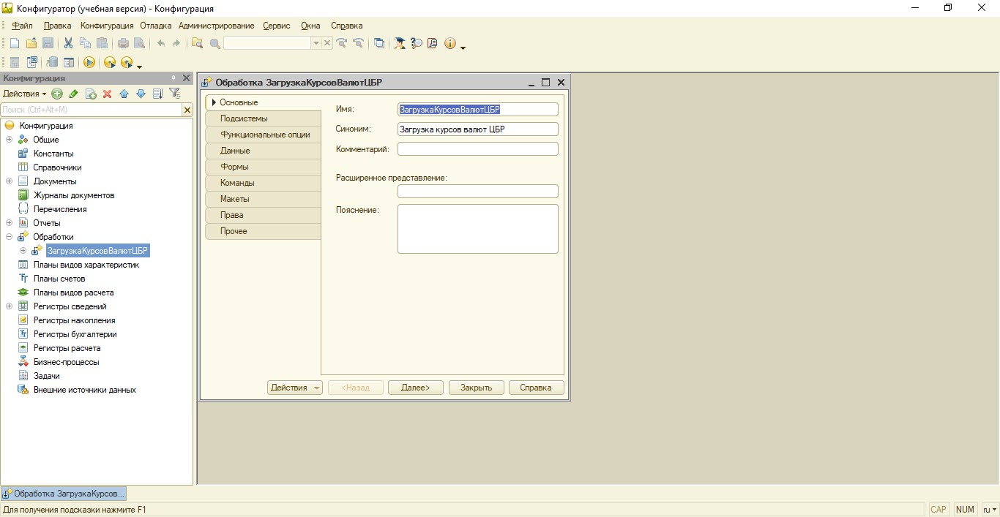 Конфигуратор (учебная версия) - Конфигурация
Файл Правка Конфигурация Отладка Администрирование Сервис Окна Справка
Конфигурация
Действия
Поиск (Ctrl+Alt+M)
Конфигурация
Общие
Константы
Справочники
Документы
Журналы документов
Перечисления
Отчеты
Обработки
ЗагрузкаКурсовВалютЦБР
Планы видов характеристик
Планы счетов
Планы видов расчета
Регистры сведений
Регистры накопления
Регистры бухгалтерии
Регистры расчета
Бизнес-процессы
Задачи
Внешние источники данных
Обработка ЗагрузкаКурсовВалютЦБР
Основные
Подсистемы
Функциональные опции
Данные
Формы
Команды
Макеты
Права
Прочее
Имя: ЗагрузкаКурсовВалютЦБР
Синоним: Загрузка курсов валют ЦБР
Комментарий:
Расширенное представление:
Пояснение:
Действия <Назад Далее> Закрыть Справка
Обработка ЗагрузкаКурсов...
Для получения подсказки нажмите F1 CAP NUM ru